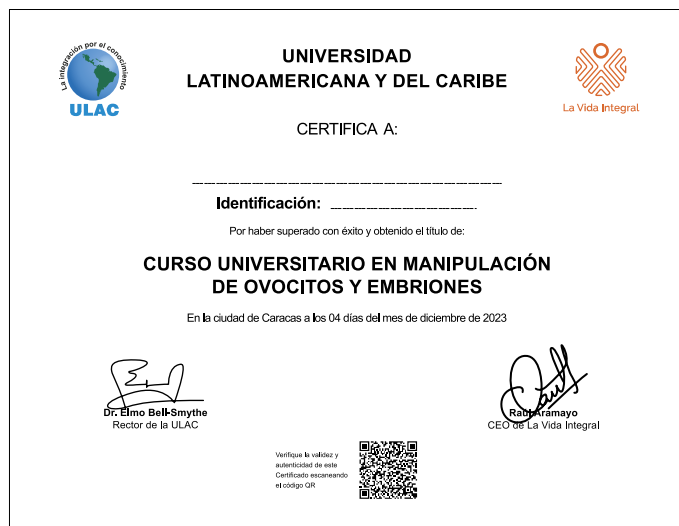 La integración por el conocimiento
ULAC
UNIVERSIDAD
LATINOAMERICANA Y DEL CARIBE
La Vida Integral
CERTIFICA A:
Identificación:
Por haber superado con éxito y obtenido el título de:
CURSO UNIVERSITARIO EN MANIPULACIÓN
DE OVOCITOS Y EMBRIONES
En la ciudad de Caracas a los 04 días del mes de diciembre de 2023
Dr. Elmo Bell-Smythe
Rector de la ULAC
Raúl Aramayo
CEO de La Vida Integral
Verifique la validez y
autenticidad de este
Certificado escaneando
el código QR